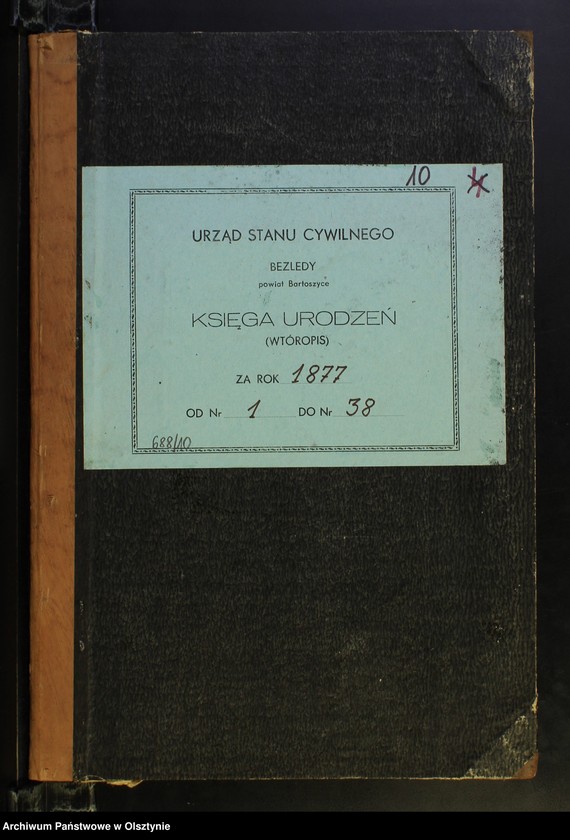 10
URZĄD STANU CYWILNEGO
BEZLEDY
powiat Bartoszyce
KSIĘGA URODZEŃ
(WTÓROPIS)
ZA ROK 1877
OD Nr 1 DO Nr 38
688/10
Archiwum Państwowe w Olsztynie